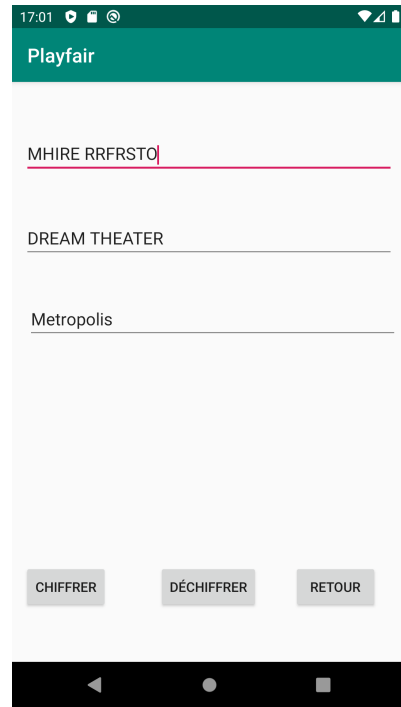 17:01
Playfair
MHIRE RRFRSTO
DREAM THEATER
Metropolis
CHIFFRER DÉCHIFFRER RETOUR